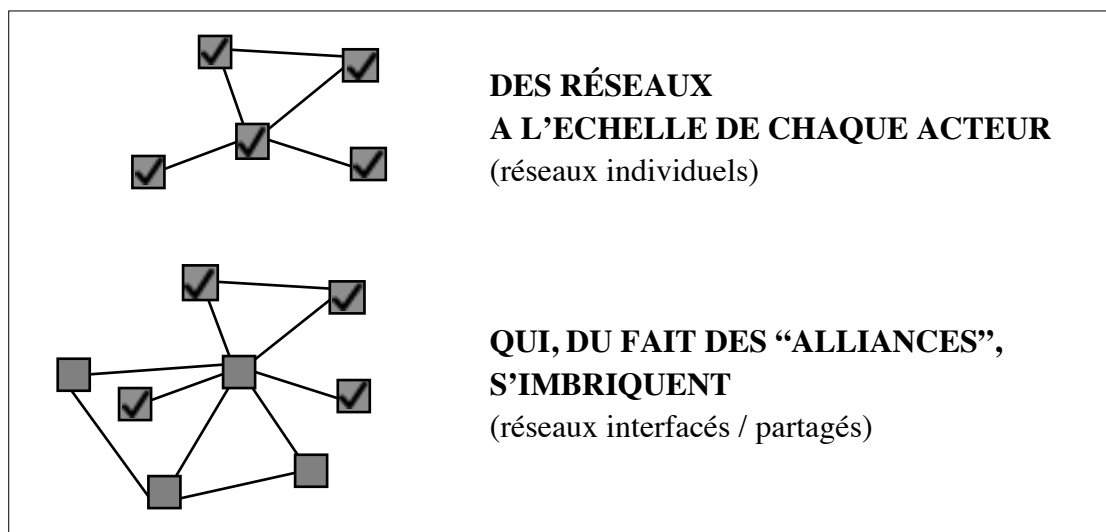 DES RÉSEAUX
A L’ECHELLE DE CHAQUE ACTEUR
(réseaux individuels)
QUI, DU FAIT DES “ALLIANCES”,
S’IMBRIQUENT
(réseaux interfacés / partagés)